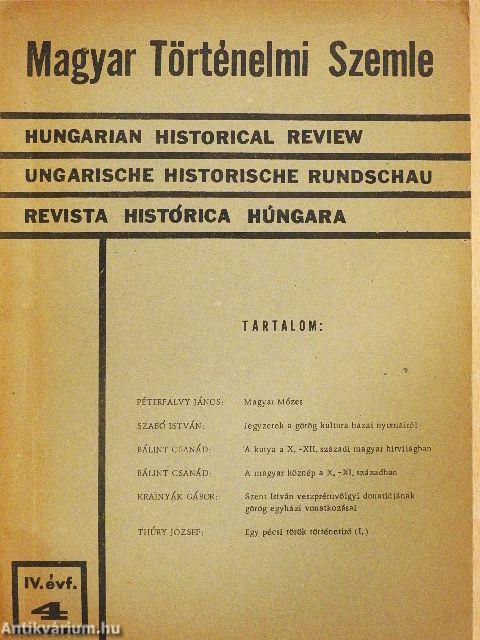 Magyar Történelmi Szemle
HUNGARIAN HISTORICAL REVIEW
UNGARISCHE HISTORISCHE RUNDSCHAU
REVISTA HISTÓRICA HÚNGARA
TARTALOM:
PÉTERFALVY JÁNOS: Magyar Mózes
SZABÓ ISTVÁN: Jegyzetek a görög kultura hazai nyomairól
BÁLINT CSANÁD: A kutya a X. -XII. századi magyar hitvilágban
BÁLINT CSANÁD: A magyar köznép a X. -XI. században
KRAJNYÁK GÁBOR: Szent István veszprémvölgyi donatiójának
görög egyházi vonatkozásai
THÚRY JÓZSEF: Egy pécsi török történetíró (I.)
IV. évf.
4
Antikvárium.hu